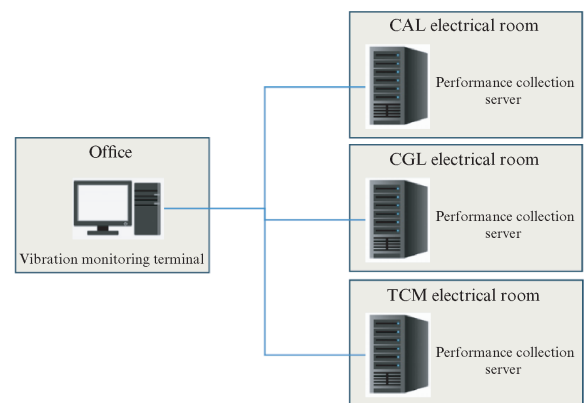 CAL electrical room
Performance collection
server
Office
Vibration monitoring terminal
CGL electrical room
Performance collection
server
TCM electrical room
Performance collection
server